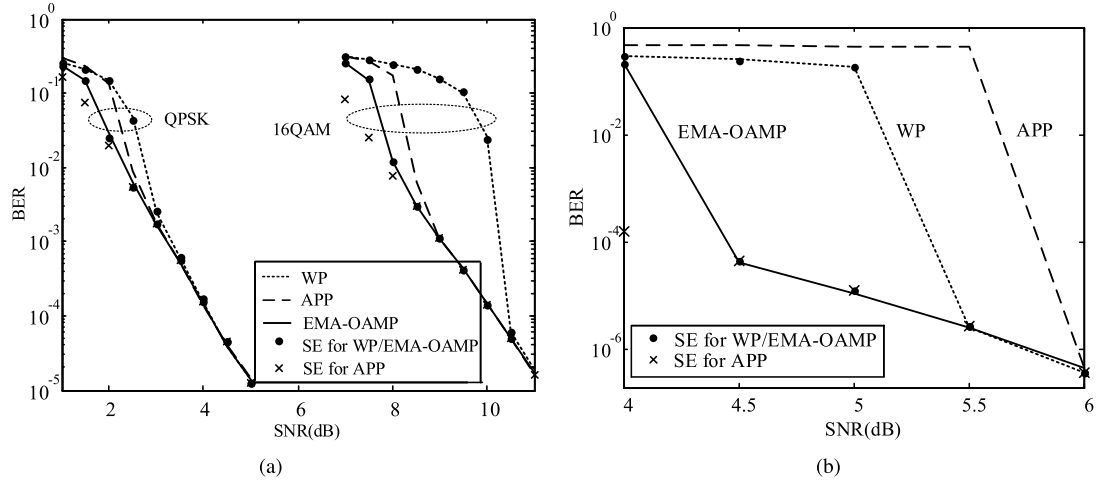 10^0
10^-1
10^-2
10^-3
10^-4
10^-5
BER
QPSK
16QAM
WP
APP
EMA-OAMP
SE for WP/EMA-OAMP
SE for APP
2
4
6
8
10
SNR(dB)
(a)
10^0
10^-2
10^-4
10^-6
BER
EMA-OAMP
WP
APP
SE for WP/EMA-OAMP
SE for APP
4
4.5
5
5.5
6
SNR(dB)
(b)